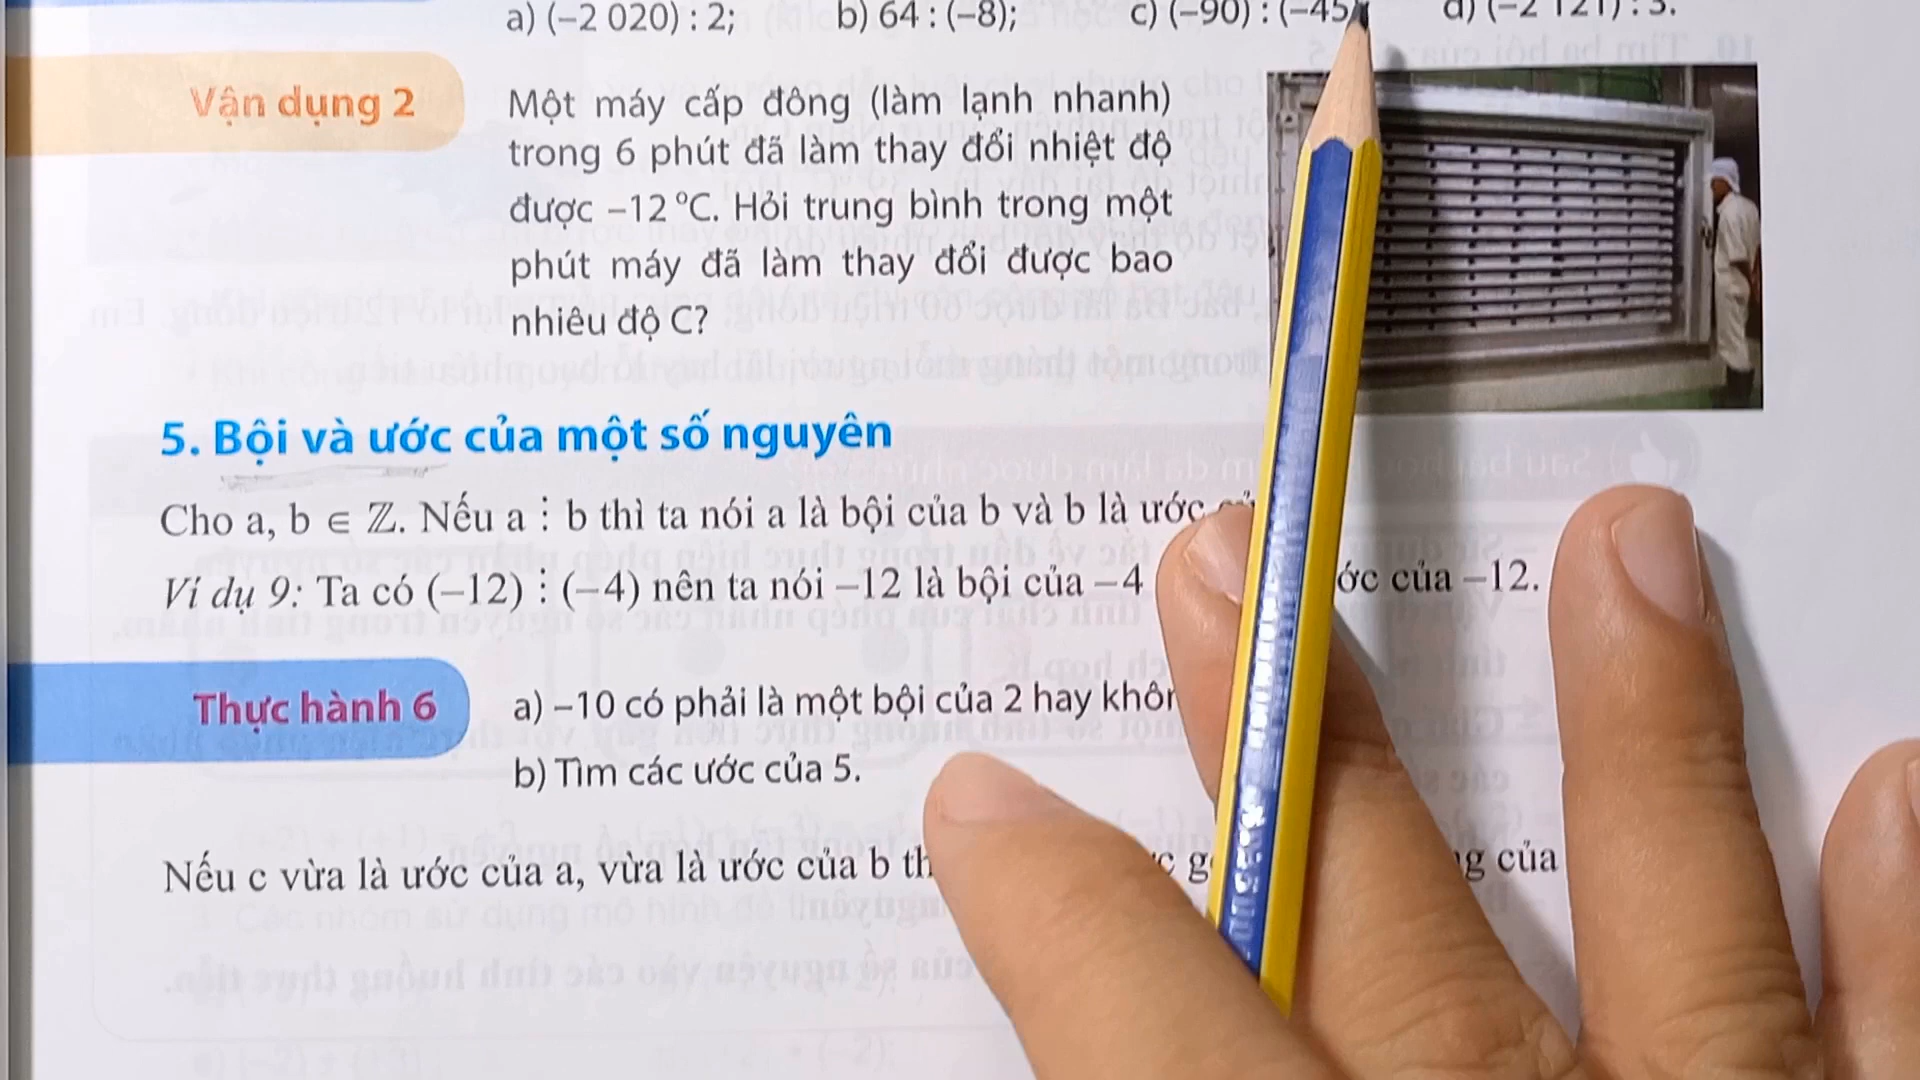 a) (−2 020) : 2; b) 64 : (−8); c) (−90) : (−45 d) (−2 121) : 3.
Vận dụng 2
Một máy cấp đông (làm lạnh nhanh)
trong 6 phút đã làm thay đổi nhiệt độ
được −12 °C. Hỏi trung bình trong một
phút máy đã làm thay đổi được bao
nhiêu độ C?
5. Bội và ước của một số nguyên
Cho a, b ∈ ℤ. Nếu a ⋮ b thì ta nói a là bội của b và b là ước
Ví dụ 9: Ta có (−12) ⋮ (−4) nên ta nói −12 là bội của −4 ớc của −12.
Thực hành 6
a) −10 có phải là một bội của 2 hay
b) Tìm các ước của 5.
Nếu c vừa là ước của a, vừa là ước của b của